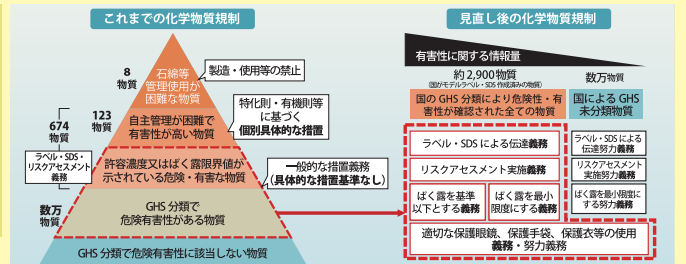 これまでの化学物質規制
8
物質
石綿等
管理使用が
困難な物質
製造・使用等の禁止
123
物質
自主管理が困難で
有害性が高い物質
特化則・有機則等
に基づく
個別具体的な措置
674
物質
ラベル・SDS・
リスクアセスメント
義務
許容濃度又はばく露限界値が
示されている危険・有害な物質
一般的な措置義務
(具体的な措置基準なし)
数万
物質
GHS 分類で
危険有害性がある物質
GHS 分類で危険有害性に該当しない物質
見直し後の化学物質規制
有害性に関する情報量
約 2,900 物質
(国がモデルラベル・SDS 作成済みの物質)
数万物質
国の GHS 分類により危険性・有
害性が確認された全ての物質
国による GHS
未分類物質
ラベル・SDS による伝達義務
ラベル・SDS による
伝達努力義務
リスクアセスメント実施義務
リスクアセスメント
実施努力義務
ばく露を基準
以下とする義務
ばく露を最小
限度にする義務
ばく露を最小限度に
する努力義務
適切な保護眼鏡、保護手袋、保護衣等の使用
義務・努力義務